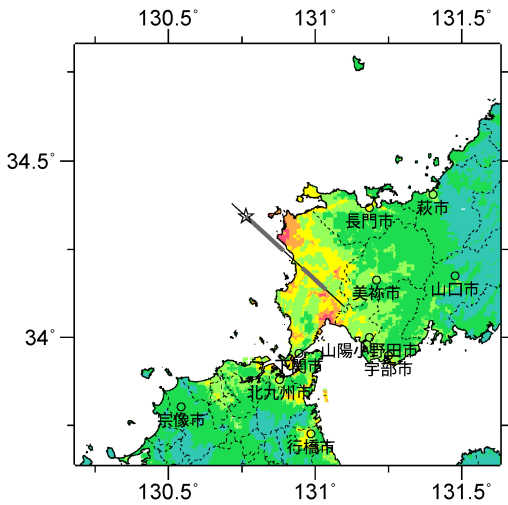 130.5° 131° 131.5°
34.5°
萩市
長門市
山口市
美祢市
34°
山陽小野田市
下関市
宇部市
北九州市
宗像市
行橋市
130.5° 131° 131.5°